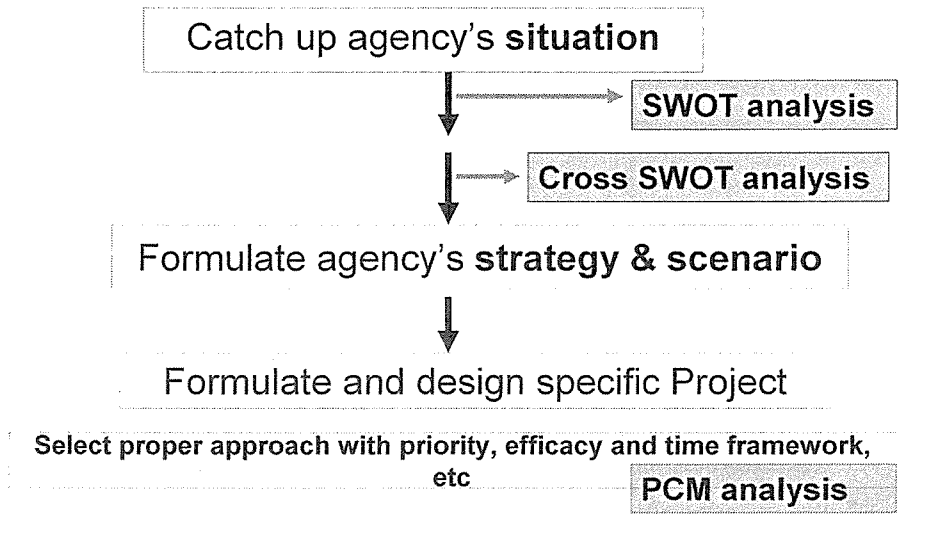 Catch up agency's situation
SWOT analysis
Cross SWOT analysis
Formulate agency's strategy & scenario
Formulate and design specific Project
Select proper approach with priority, efficacy and time framework,
etc
PCM analysis